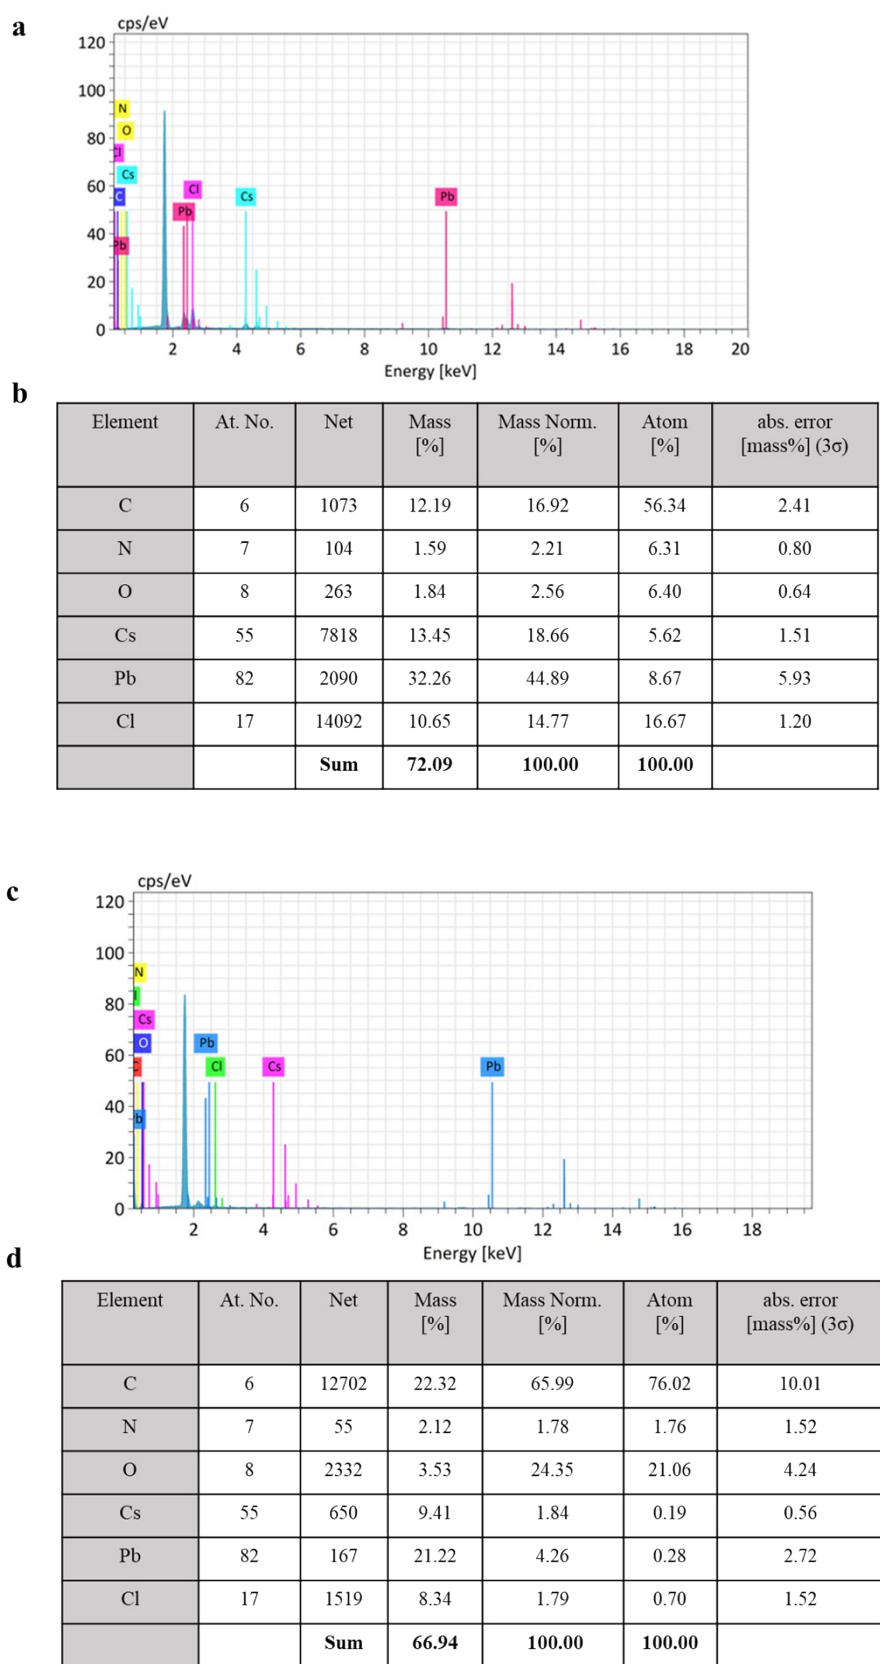 a
cps/eV
120
100
80
60
40
20
0
N
O
Cl
Cs
C
Pb
Pb
Cl
Cs
Pb
2 4 6 8 10 12 14 16 18 20
Energy [keV]
b
Element At. No. Net Mass [%] Mass Norm. [%] Atom [%] abs. error [mass%] (3σ)
C 6 1073 12.19 16.92 56.34 2.41
N 7 104 1.59 2.21 6.31 0.80
O 8 263 1.84 2.56 6.40 0.64
Cs 55 7818 13.45 18.66 5.62 1.51
Pb 82 2090 32.26 44.89 8.67 5.93
Cl 17 14092 10.65 14.77 16.67 1.20
Sum 72.09 100.00 100.00
c
cps/eV
120
100
80
60
40
20
0
N
l
Cs
O
C
b
Pb
Cl
Cs
Pb
2 4 6 8 10 12 14 16 18
Energy [keV]
d
Element At. No. Net Mass [%] Mass Norm. [%] Atom [%] abs. error [mass%] (3σ)
C 6 12702 22.32 65.99 76.02 10.01
N 7 55 2.12 1.78 1.76 1.52
O 8 2332 3.53 24.35 21.06 4.24
Cs 55 650 9.41 1.84 0.19 0.56
Pb 82 167 21.22 4.26 0.28 2.72
Cl 17 1519 8.34 1.79 0.70 1.52
Sum 66.94 100.00 100.00